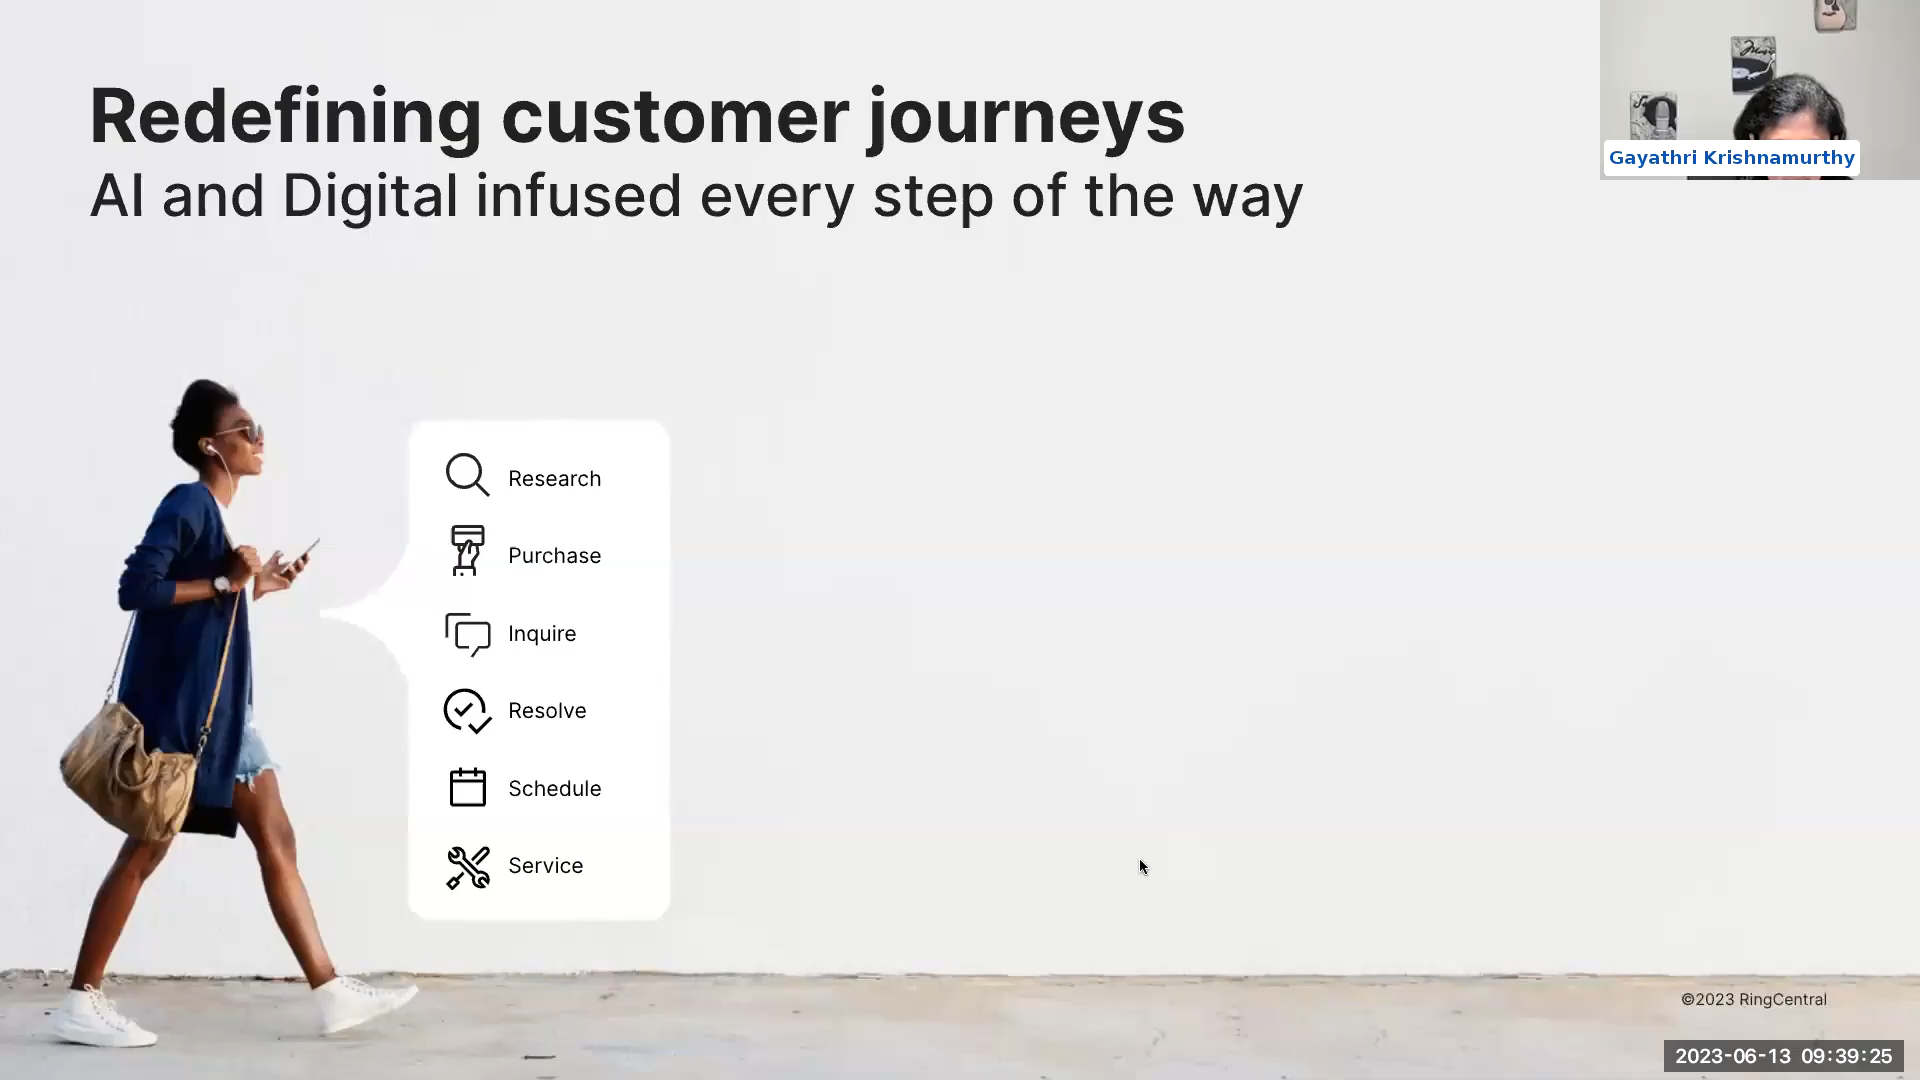 Redefining customer journeys
AI and Digital infused every step of the way
Gayathri Krishnamurthy
Research
Purchase
Inquire
Resolve
Schedule
Service
©2023 RingCentral
2023-06-13 09:39:25